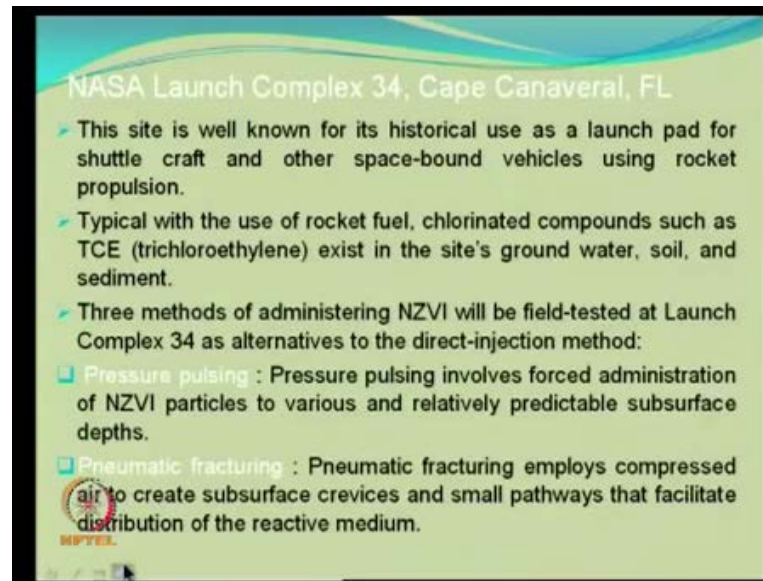 NASA Launch Complex 34, Cape Canaveral, FL
This site is well known for its historical use as a launch pad for
shuttle craft and other space-bound vehicles using rocket
propulsion.
Typical with the use of rocket fuel, chlorinated compounds such as
TCE (trichloroethylene) exist in the site's ground water, soil, and
sediment.
Three methods of administering NZVI will be field-tested at Launch
Complex 34 as alternatives to the direct-injection method:
Pressure pulsing : Pressure pulsing involves forced administration
of NZVI particles to various and relatively predictable subsurface
depths.
Pneumatic fracturing : Pneumatic fracturing employs compressed
air to create subsurface crevices and small pathways that facilitate
distribution of the reactive medium.
NPTEL